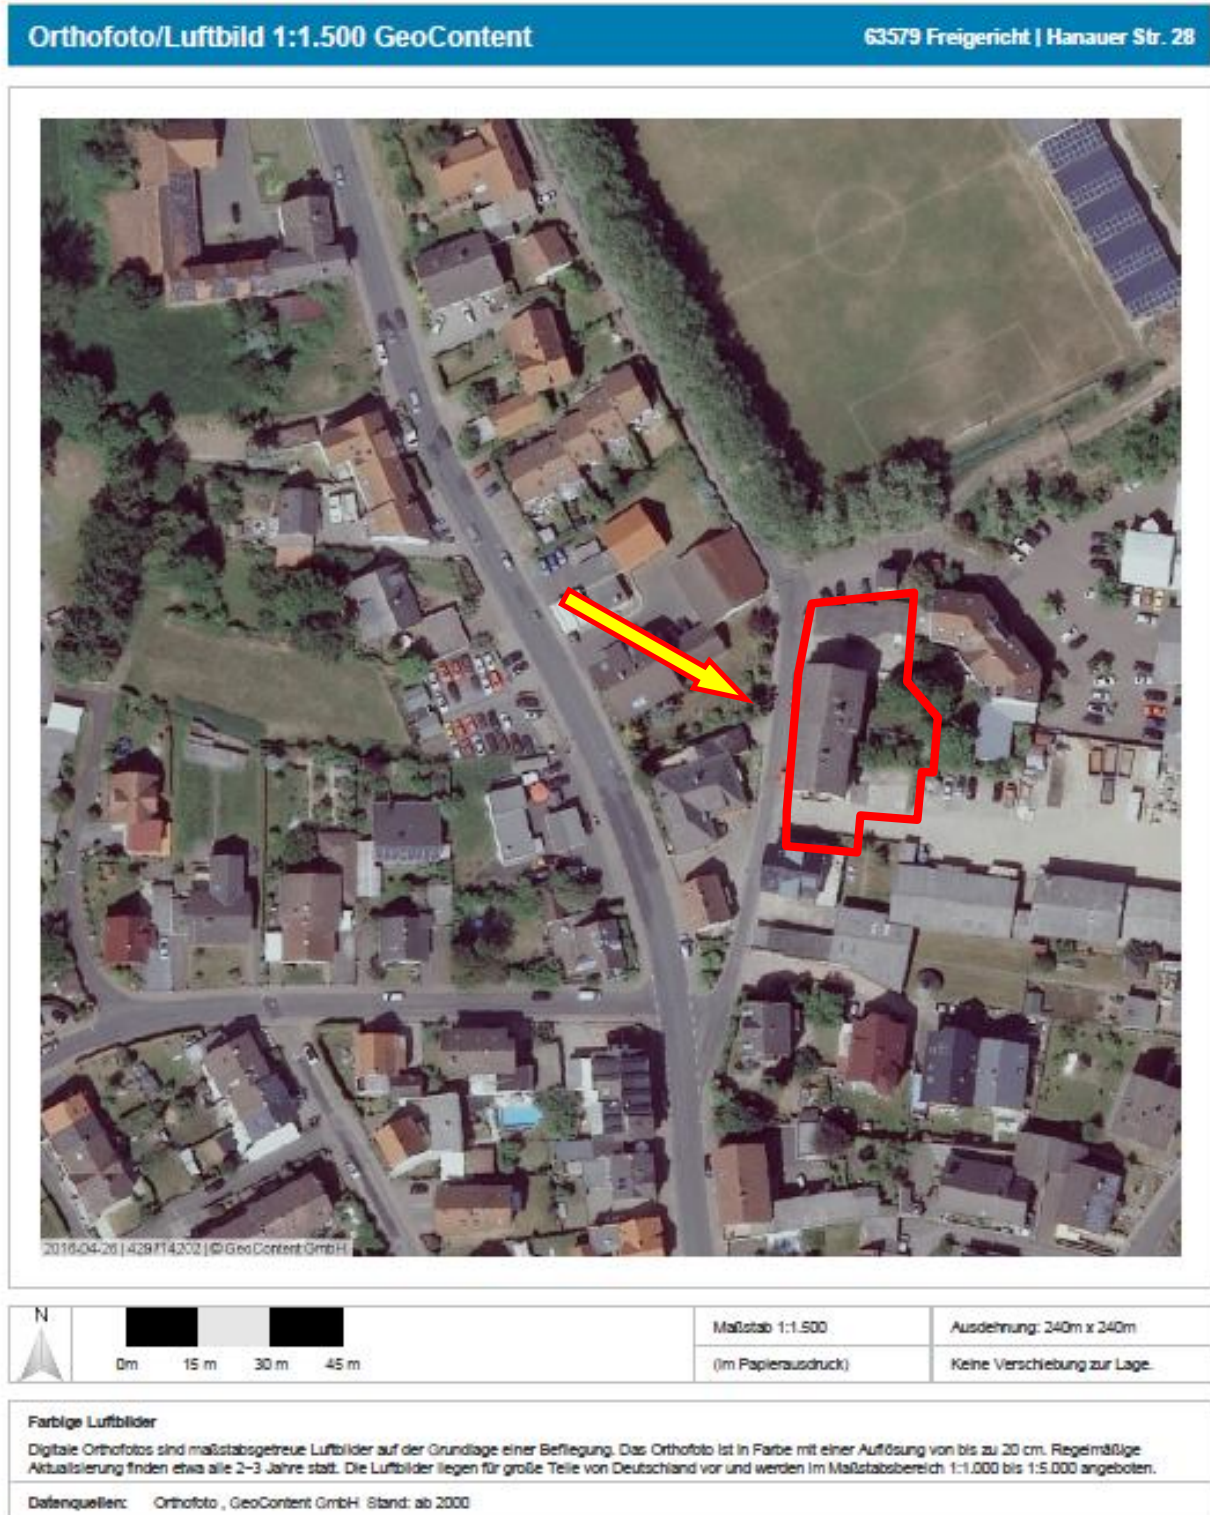 Orthofoto/Luftbild 1:1.500 GeoContent
63579 Freigericht | Hanauer Str. 28
2016-04-26 | 429714202 | © GeoContent GmbH
N
0m 15 m 30 m 45 m
Maßstab 1:1.500
(im Papierausdruck)
Ausdehnung: 240m x 240m
Keine Verschiebung zur Lage.
Farbige Luftbilder
Digitale Orthofotos sind maßstabsgetreue Luftbilder auf der Grundlage einer Befliegung. Das Orthofoto ist in Farbe mit einer Auflösung von bis zu 20 cm. Regelmäßige
Aktualisierung finden etwa alle 2-3 Jahre statt. Die Luftbilder liegen für große Teile von Deutschland vor und werden im Maßstabsbereich 1:1.000 bis 1:5.000 angeboten.
Datenquellen: Orthofoto , GeoContent GmbH Stand: ab 2000